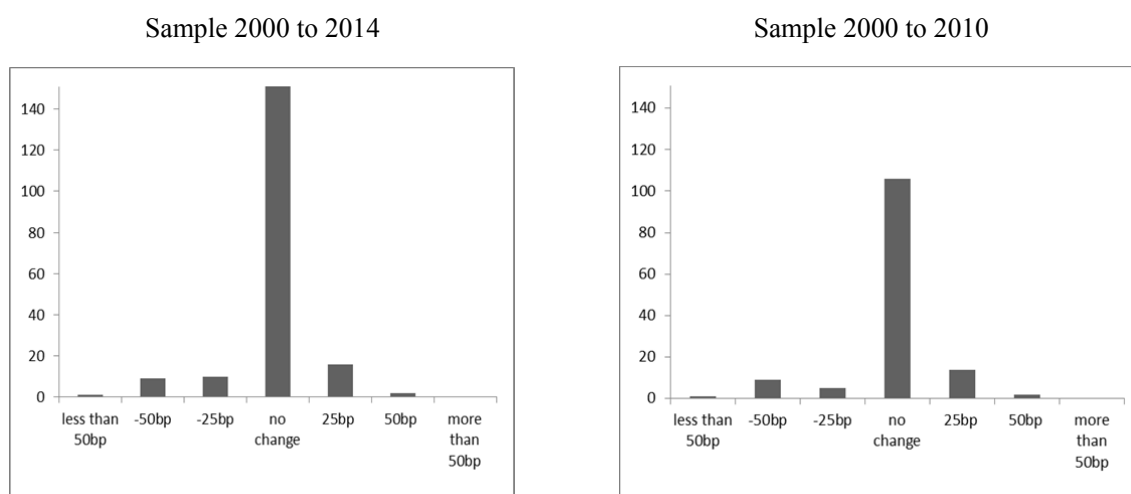 Sample 2000 to 2014
140
120
100
80
60
40
20
0
less than
50bp
-50bp
-25bp
no
change
25bp
50bp
more
than
50bp
Sample 2000 to 2010
140
120
100
80
60
40
20
0
less than
50bp
-50bp
-25bp
no
change
25bp
50bp
more
than
50bp